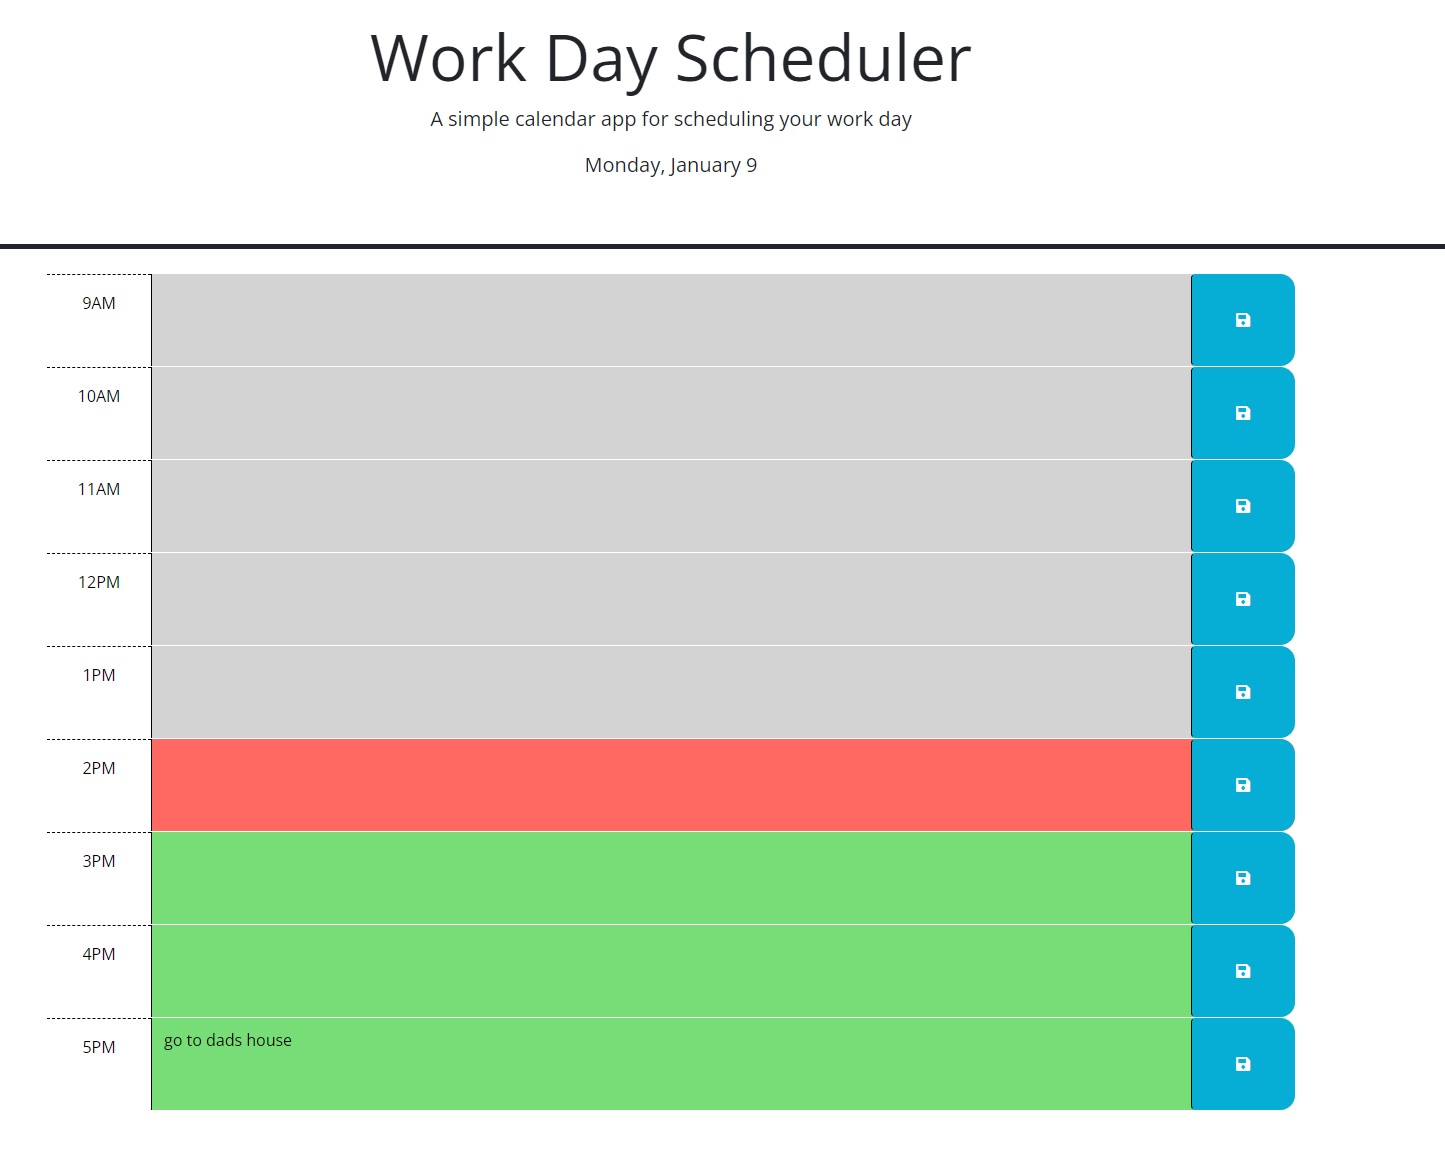 Work Day Scheduler
A simple calendar app for scheduling your work day
Monday, January 9
9AM
10AM
11AM
12PM
1PM
2PM
3PM
4PM
5PM go to dads house